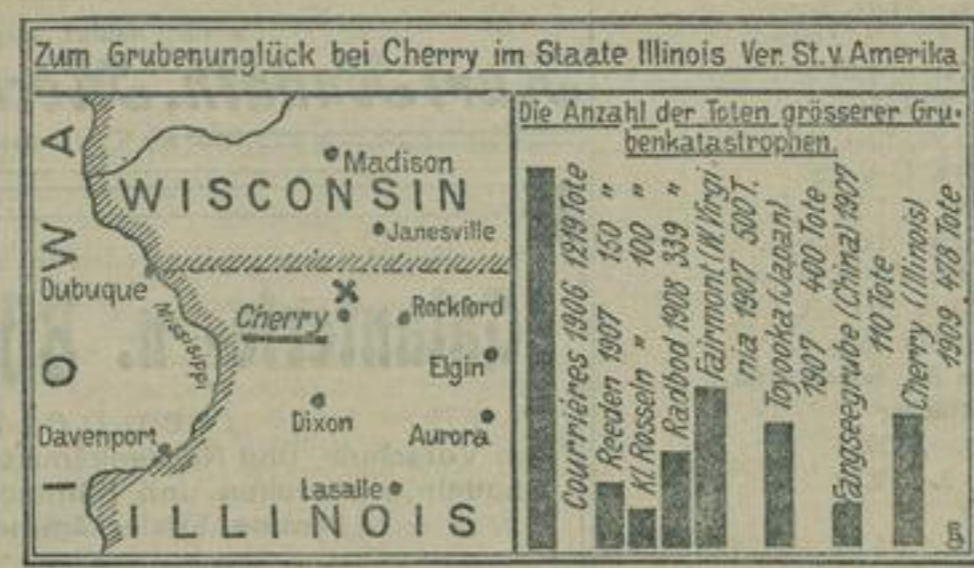 Zum Grubenunglück bei Cherry im Staate Illinois Ver. St. v. Amerika
IOWA
Madison
WISCONSIN
Janesville
Dubuque
Mississippi
Cherry
Rockford
Elgin
Dixon
Davenport
Aurora
Lasalle
ILLINOIS
Die Anzahl der Toten grösserer Gru-
benkatastrophen.
Courrières 1906 1219 Tote
Reeden 1907 150 "
Kl. Rosseln " 100 "
Radbod 1908 339 "
Fairmont (W. Virgi
nia 1907 500 T.
Toyooka (Japan)
1907 400 Tote
Fangseegrube (China) 1907
110 Tote
Cherry (Illinois)
1909 478 Tote